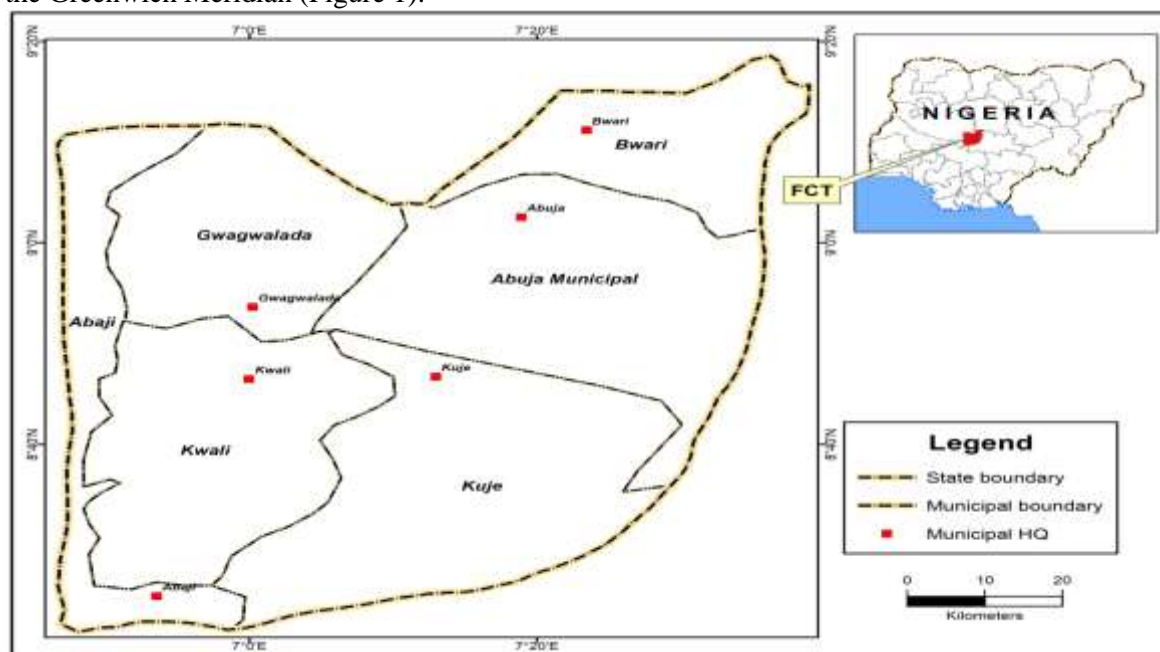 the Greenwich Meridian (Figure 1).
7°0'E
7°20'E
9°20'N
9°20'N
Bwari
Bwari
NIGERIA
FCT
Abuja
Gwagwalada
9°0'N
9°0'N
Abuja Municipal
Gwagwalada
Abaji
Kwali
Kuje
8°40'N
8°40'N
Kwali
Kuje
Legend
State boundary
Municipal boundary
Municipal HQ
Abaji
0 10 20
Kilometers
7°0'E
7°20'E